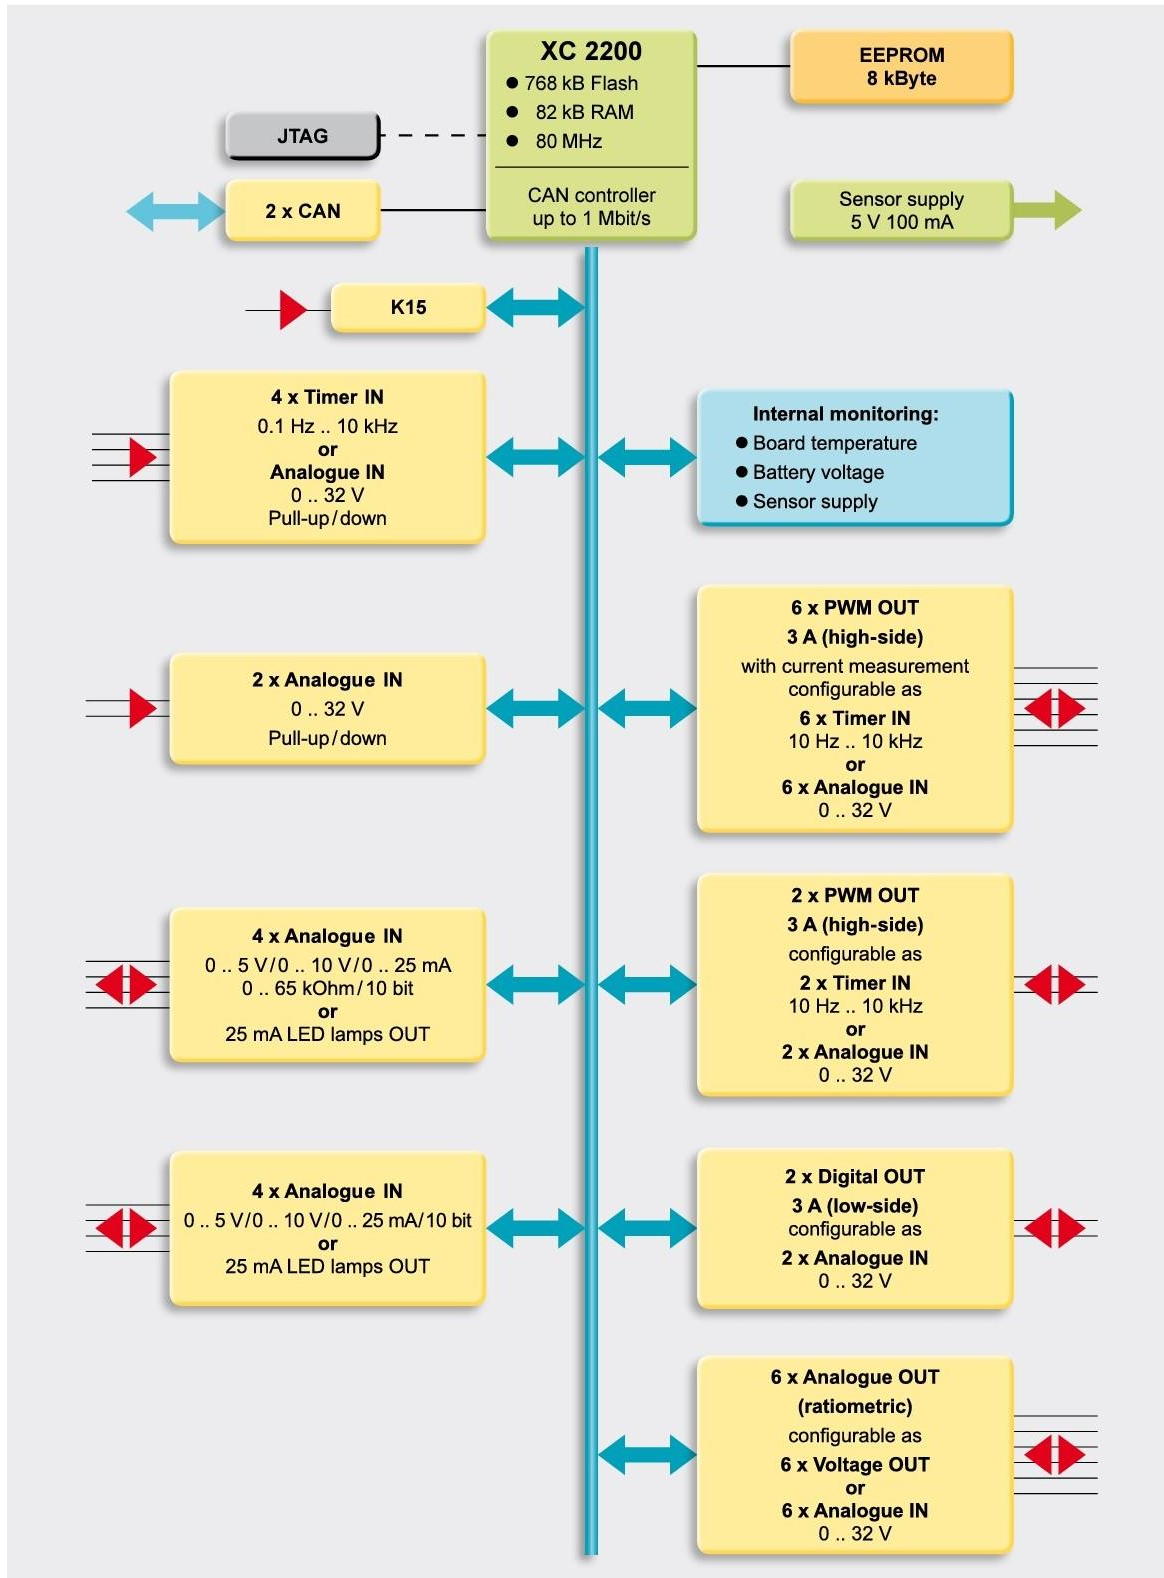 XC 2200
● 768 kB Flash
● 82 kB RAM
● 80 MHz
CAN controller
up to 1 Mbit/s
EEPROM
8 kByte
JTAG
2 x CAN
Sensor supply
5 V 100 mA
K15
4 x Timer IN
0.1 Hz .. 10 kHz
or
Analogue IN
0 .. 32 V
Pull-up/down
Internal monitoring:
● Board temperature
● Battery voltage
● Sensor supply
2 x Analogue IN
0 .. 32 V
Pull-up/down
6 x PWM OUT
3 A (high-side)
with current measurement
configurable as
6 x Timer IN
10 Hz .. 10 kHz
or
6 x Analogue IN
0 .. 32 V
4 x Analogue IN
0 .. 5 V/0 .. 10 V/0 .. 25 mA
0 .. 65 kOhm/10 bit
or
25 mA LED lamps OUT
2 x PWM OUT
3 A (high-side)
configurable as
2 x Timer IN
10 Hz .. 10 kHz
or
2 x Analogue IN
0 .. 32 V
4 x Analogue IN
0 .. 5 V/0 .. 10 V/0 .. 25 mA/10 bit
or
25 mA LED lamps OUT
2 x Digital OUT
3 A (low-side)
configurable as
2 x Analogue IN
0 .. 32 V
6 x Analogue OUT
(ratiometric)
configurable as
6 x Voltage OUT
or
6 x Analogue IN
0 .. 32 V